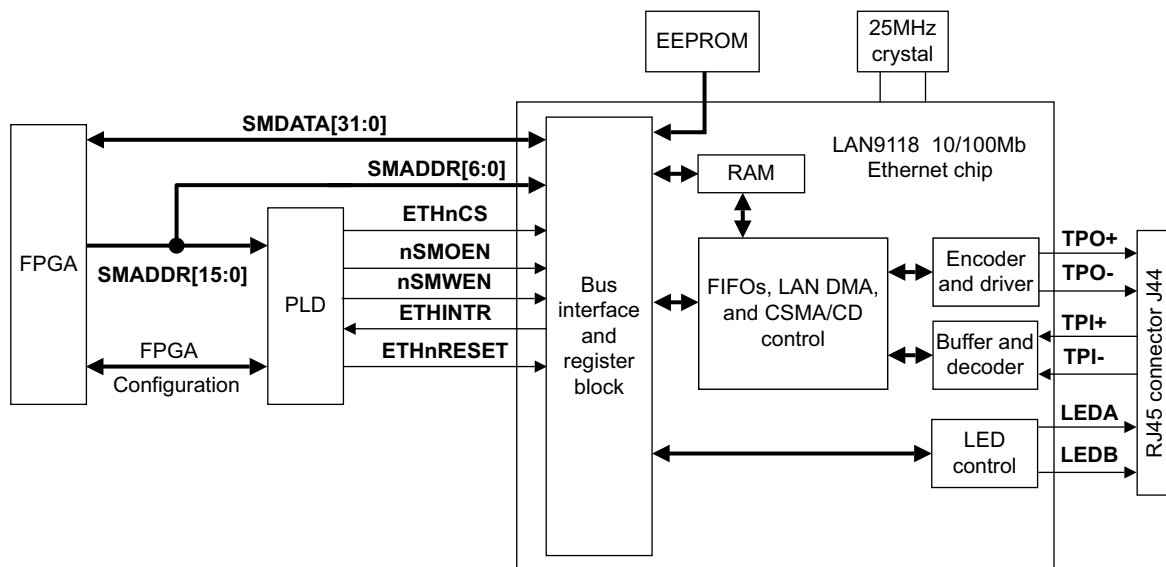 EEPROM
25MHz
crystal
SMDATA[31:0]
LAN9118 10/100Mb
Ethernet chip
SMADDR[6:0]
RAM
ETHnCS
FPGA
SMADDR[15:0]
nSMOEN
nSMWEN
PLD
ETHINTR
ETHnRESET
FPGA
Configuration
Bus
interface
and
register
block
FIFOs, LAN DMA,
and CSMA/CD
control
Encoder
and driver
Buffer and
decoder
LED
control
TPO+
TPO-
TPI+
TPI-
LEDA
LEDB
RJ45 connector J44